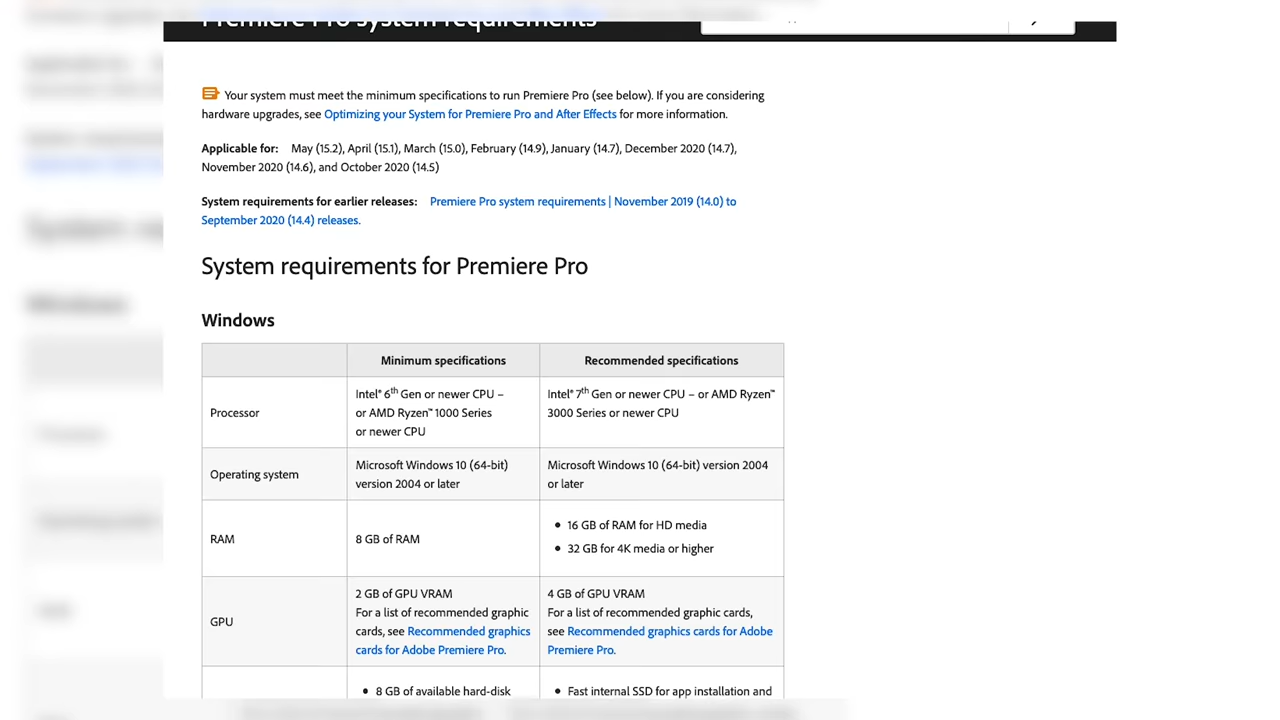 Premiere Pro system requirements
Your system must meet the minimum specifications to run Premiere Pro (see below). If you are considering
hardware upgrades, see Optimizing your System for Premiere Pro and After Effects for more information.
Applicable for: May (15.2), April (15.1), March (15.0), February (14.9), January (14.7), December 2020 (14.7),
November 2020 (14.6), and October 2020 (14.5)
System requirements for earlier releases: Premiere Pro system requirements | November 2019 (14.0) to
September 2020 (14.4) releases.
System requirements for Premiere Pro
Windows
Minimum specifications Recommended specifications
Processor
Intel® 6th Gen or newer CPU –
or AMD Ryzen™ 1000 Series
or newer CPU
Intel® 7th Gen or newer CPU – or AMD Ryzen™
3000 Series or newer CPU
Operating system
Microsoft Windows 10 (64-bit)
version 2004 or later
Microsoft Windows 10 (64-bit) version 2004
or later
RAM
8 GB of RAM
• 16 GB of RAM for HD media
• 32 GB for 4K media or higher
GPU
2 GB of GPU VRAM
For a list of recommended graphic
cards, see Recommended graphics
cards for Adobe Premiere Pro.
4 GB of GPU VRAM
For a list of recommended graphic cards,
see Recommended graphics cards for Adobe
Premiere Pro.
• 8 GB of available hard-disk
• Fast internal SSD for app installation and